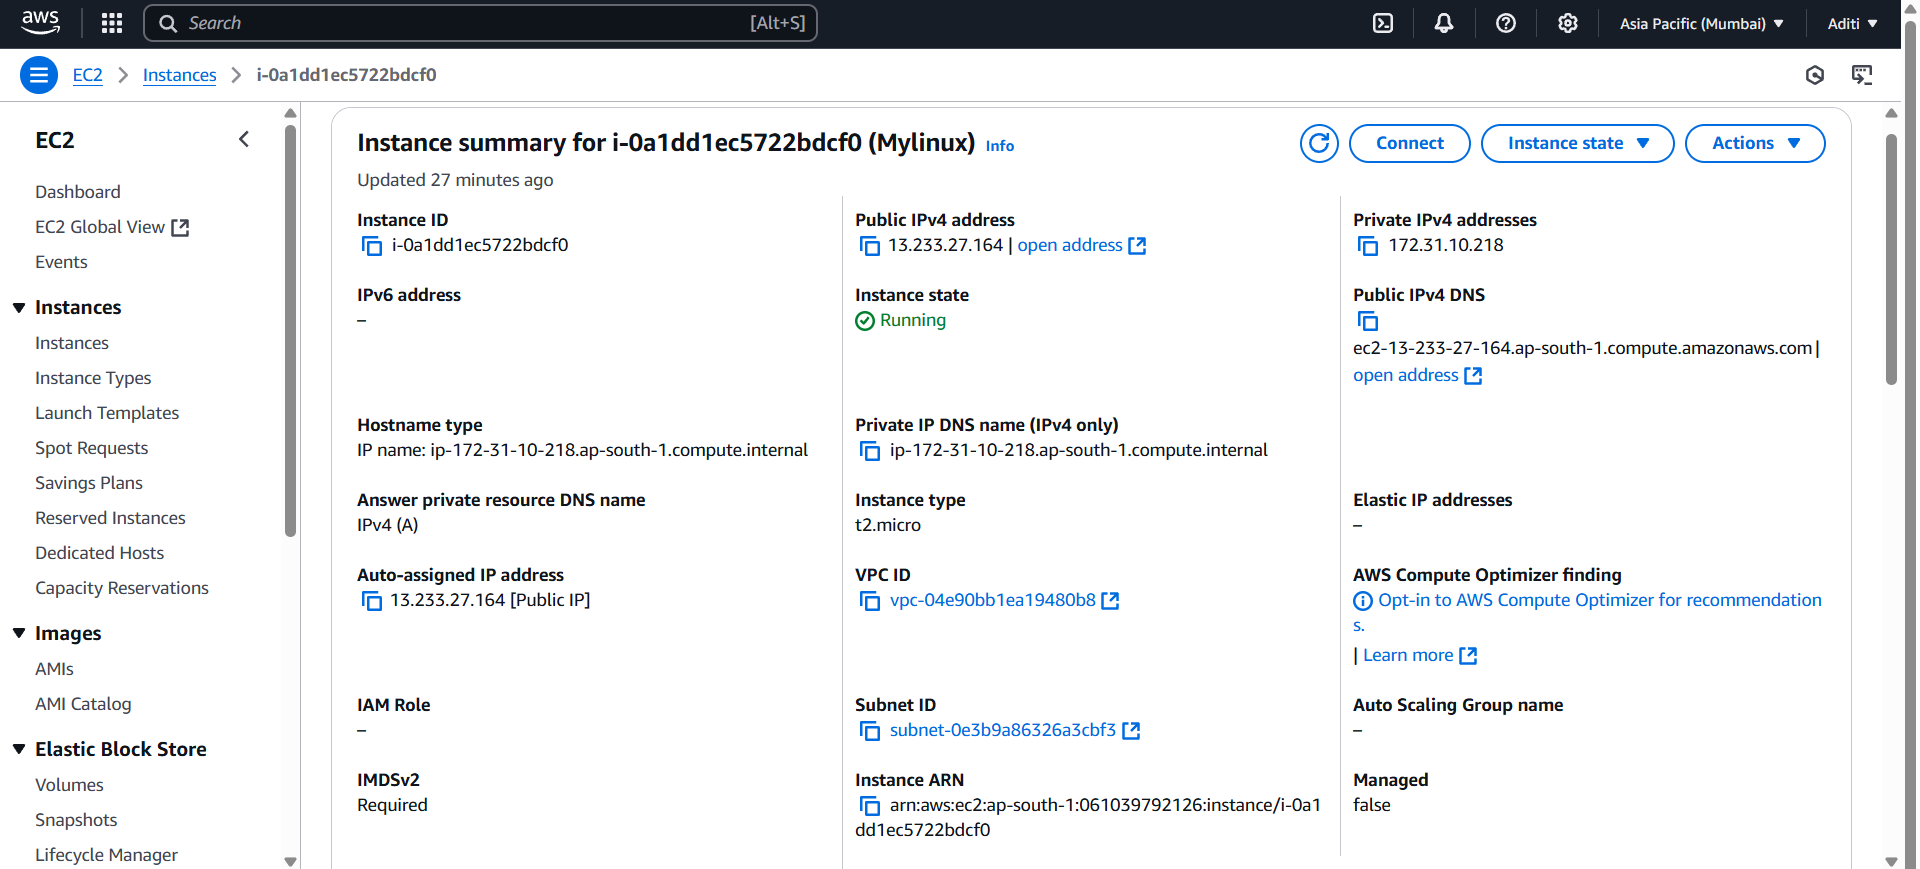 aws
Search [Alt+S]
Asia Pacific (Mumbai)
Aditi
EC2 Instances i-0a1dd1ec5722bdcf0
EC2
Dashboard
EC2 Global View
Events
Instances
Instances
Instance Types
Launch Templates
Spot Requests
Savings Plans
Reserved Instances
Dedicated Hosts
Capacity Reservations
Images
AMIs
AMI Catalog
Elastic Block Store
Volumes
Snapshots
Lifecycle Manager
Instance summary for i-0a1dd1ec5722bdcf0 (Mylinux) Info
Connect
Instance state
Actions
Updated 27 minutes ago
Instance ID
i-0a1dd1ec5722bdcf0
Public IPv4 address
13.233.27.164 | open address
Private IPv4 addresses
172.31.10.218
IPv6 address
–
Instance state
Running
Public IPv4 DNS
ec2-13-233-27-164.ap-south-1.compute.amazonaws.com |
open address
Hostname type
IP name: ip-172-31-10-218.ap-south-1.compute.internal
Private IP DNS name (IPv4 only)
ip-172-31-10-218.ap-south-1.compute.internal
Answer private resource DNS name
IPv4 (A)
Instance type
t2.micro
Elastic IP addresses
–
Auto-assigned IP address
13.233.27.164 [Public IP]
VPC ID
vpc-04e90bb1ea19480b8
AWS Compute Optimizer finding
Opt-in to AWS Compute Optimizer for recommendation
s.
| Learn more
IAM Role
–
Subnet ID
subnet-0e3b9a86326a3cbf3
Auto Scaling Group name
–
IMDSv2
Required
Instance ARN
arn:aws:ec2:ap-south-1:061039792126:instance/i-0a1
dd1ec5722bdcf0
Managed
false